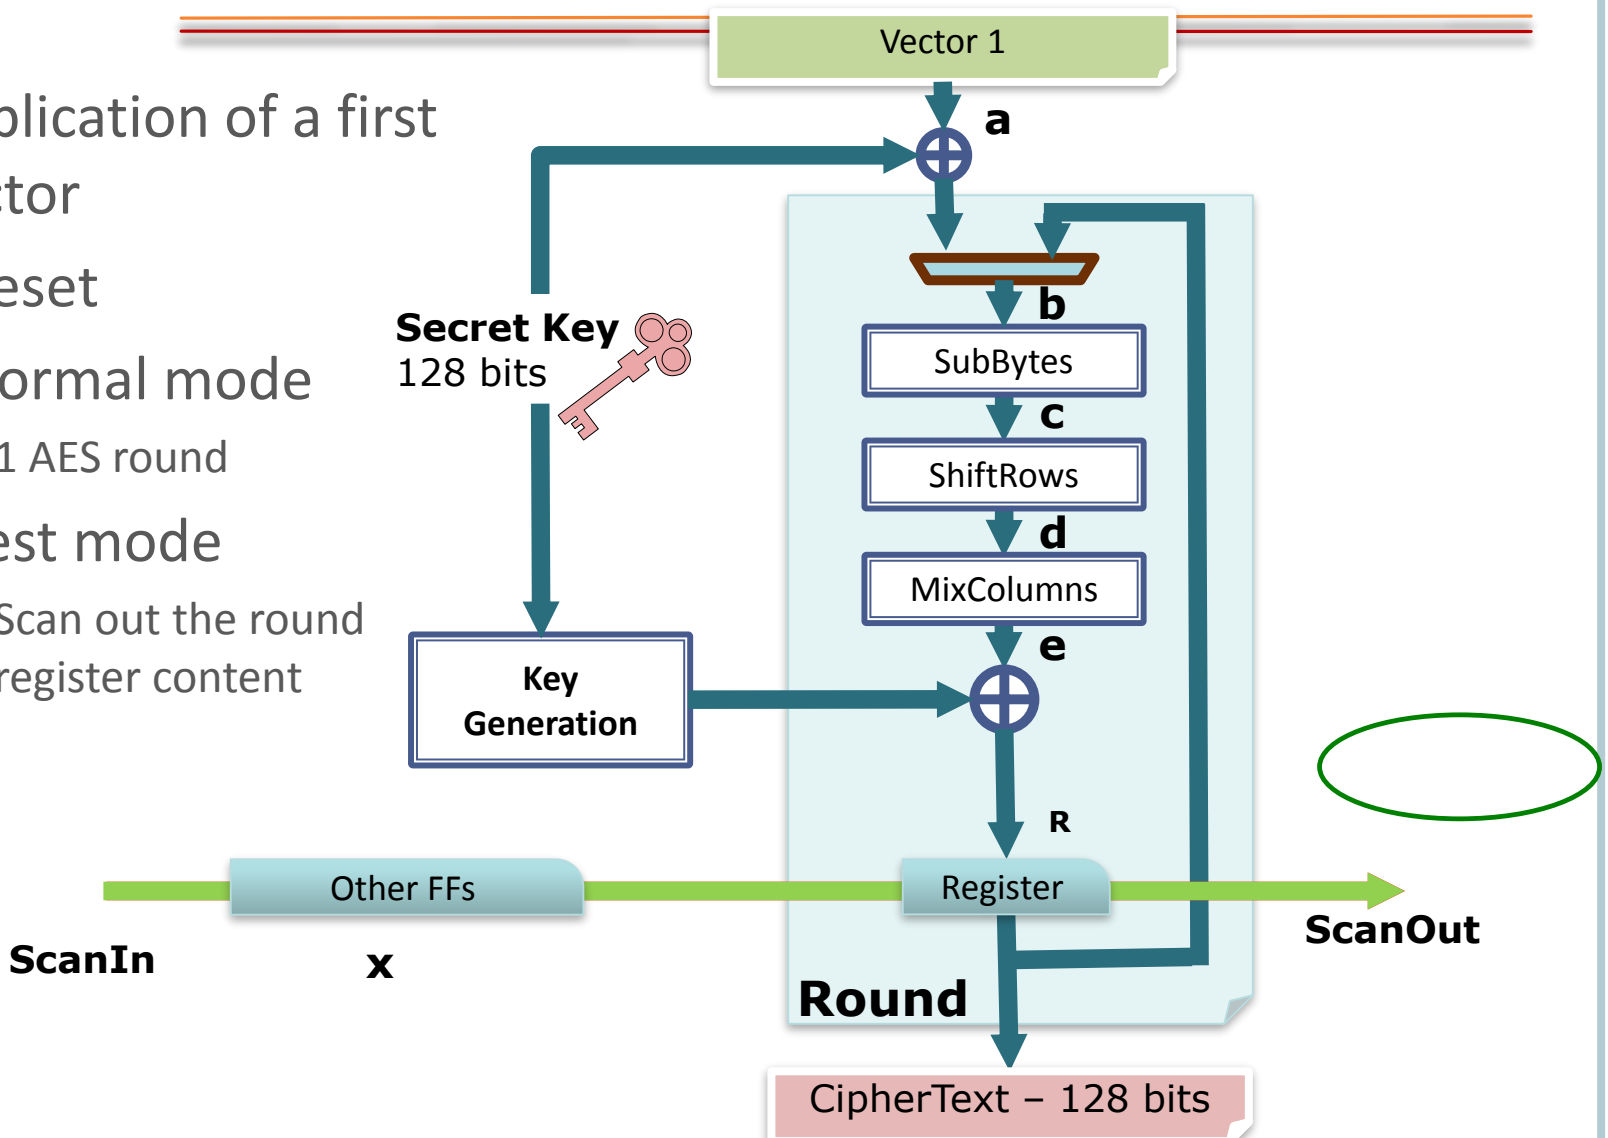 Vector 1
plication of a first
ctor
eset
ormal mode
1 AES round
est mode
Scan out the round
register content
a
Secret Key
128 bits
b
SubBytes
c
ShiftRows
d
MixColumns
e
Key
Generation
R
Other FFs
Register
ScanIn
x
ScanOut
Round
CipherText – 128 bits